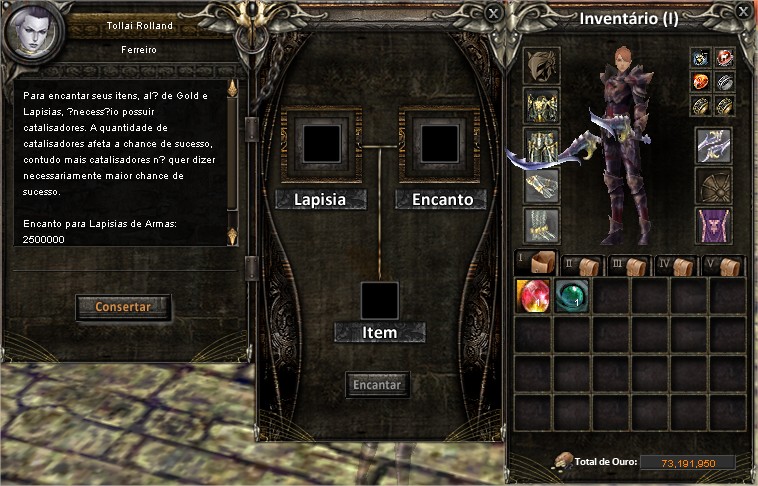 Tollai Rolland
Ferreiro
Para encantar seus itens, al? de Gold e
Lapisias, ?necess?io possuir
catalisadores. A quantidade de
catalisadores afeta a chance de sucesso,
contudo mais catalisadores n? quer dizer
necessariamente maior chance de
sucesso.
Encanto para Lapisias de Armas:
2500000
Consertar
Lapisia
Encanto
Item
Encantar
Inventário (I)
I
II
III
IV
V
1
1
Total de Ouro:
73,191,950